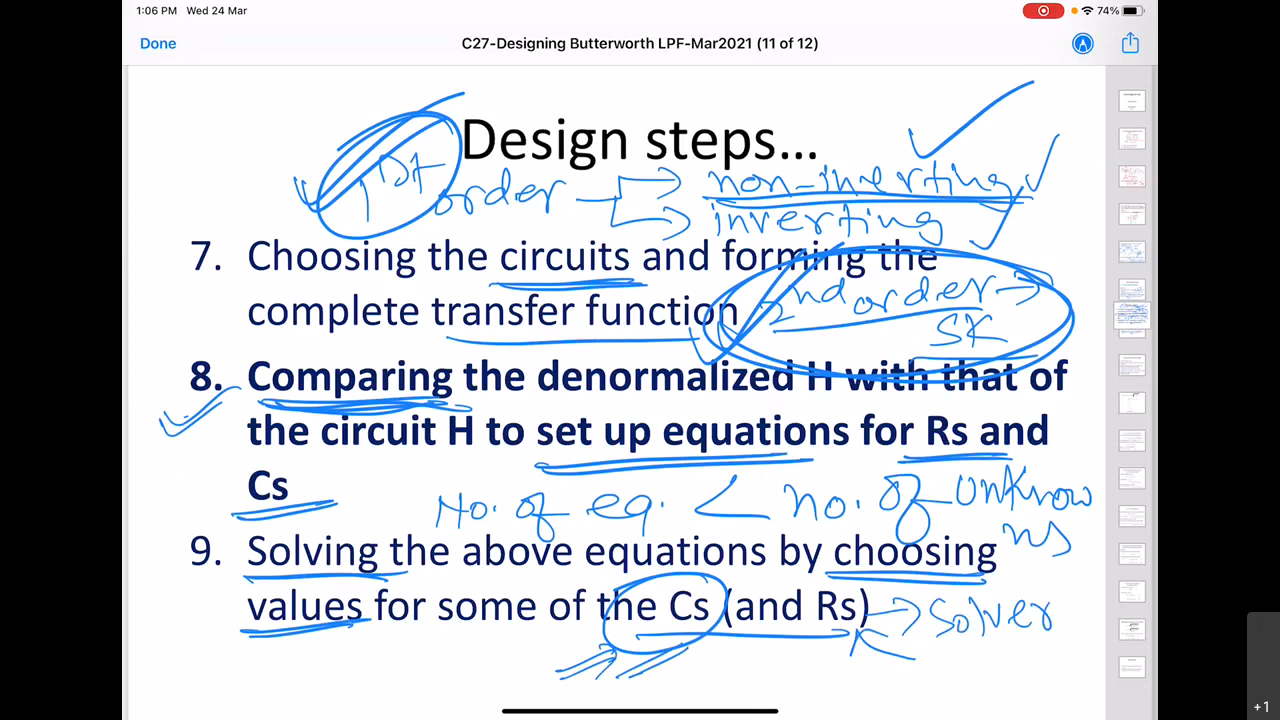 1:06 PM Wed 24 Mar
74%
Done
C27-Designing Butterworth LPF-Mar2021 (11 of 12)
Design steps...
1st order
non-inverting
inverting
7. Choosing the circuits and forming the
complete transfer function
2nd order
SK
8. Comparing the denormalized H with that of
the circuit H to set up equations for Rs and
Cs
No. of eq. < no. of unknow
ns
9. Solving the above equations by choosing
values for some of the Cs (and Rs)
→ Solver
+1